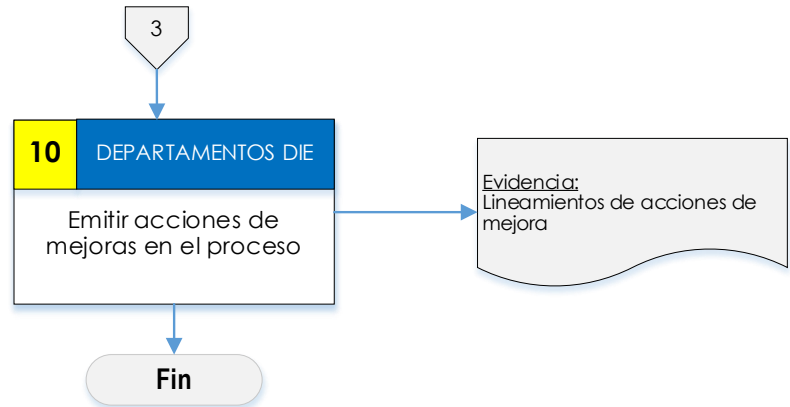 3
10
DEPARTAMENTOS DIE
Emitir acciones de
mejoras en el proceso
Evidencia:
Lineamientos de acciones de
mejora
Fin